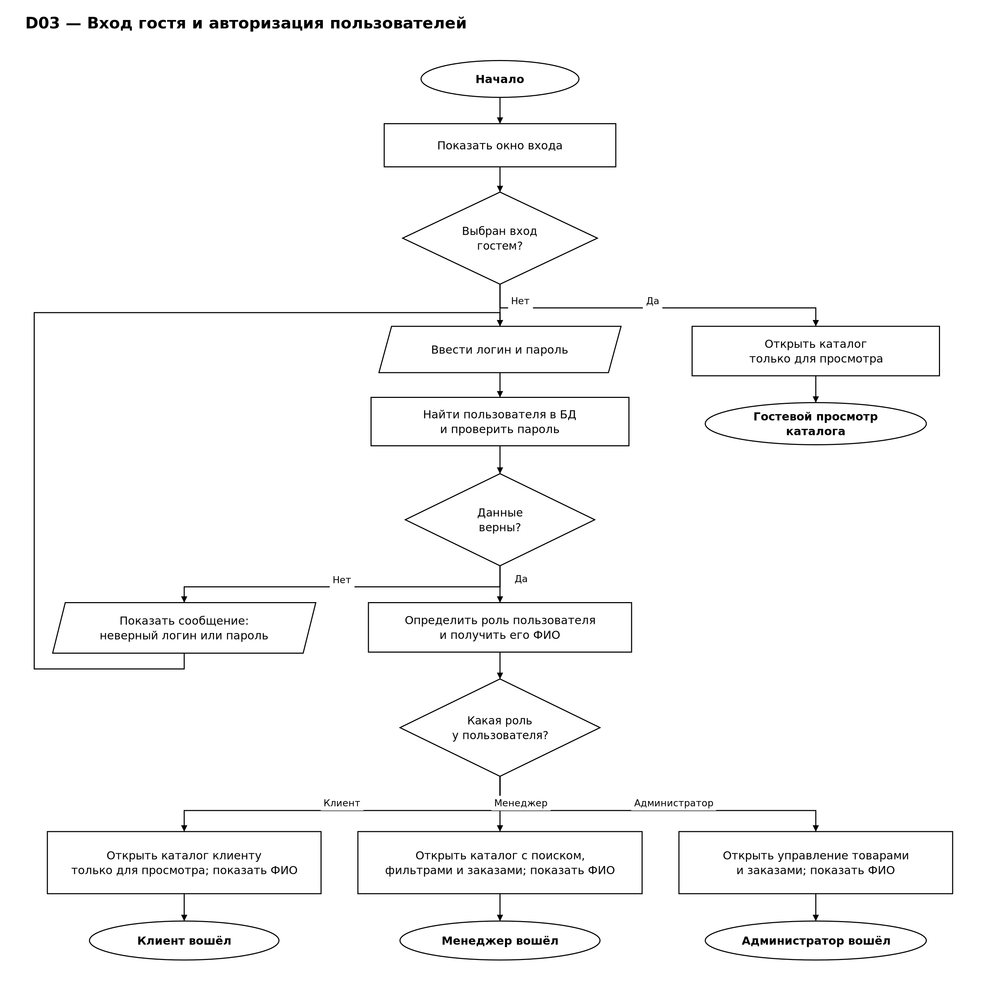 D03 — Вход гостя и авторизация пользователей
Начало
Показать окно входа
Выбран вход
гостем?
Нет
Да
Ввести логин и пароль
Открыть каталог
только для просмотра
Найти пользователя в БД
и проверить пароль
Гостевой просмотр
каталога
Данные
верны?
Нет
Да
Показать сообщение:
неверный логин или пароль
Определить роль пользователя
и получить его ФИО
Какая роль
у пользователя?
Клиент
Менеджер
Администратор
Открыть каталог клиенту
только для просмотра; показать ФИО
Открыть каталог с поиском,
фильтрами и заказами; показать ФИО
Открыть управление товарами
и заказами; показать ФИО
Клиент вошёл
Менеджер вошёл
Администратор вошёл